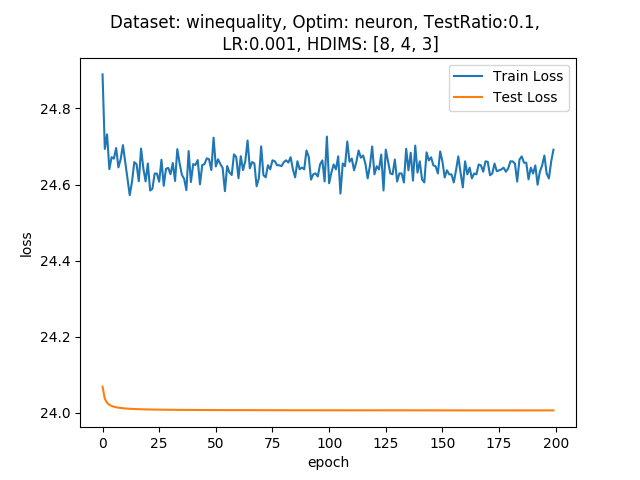 Dataset: winequality, Optim: neuron, TestRatio:0.1,
LR:0.001, HDIMS: [8, 4, 3]
Train Loss
Test Loss
24.8
24.6
24.4
24.2
24.0
loss
0 25 50 75 100 125 150 175 200
epoch